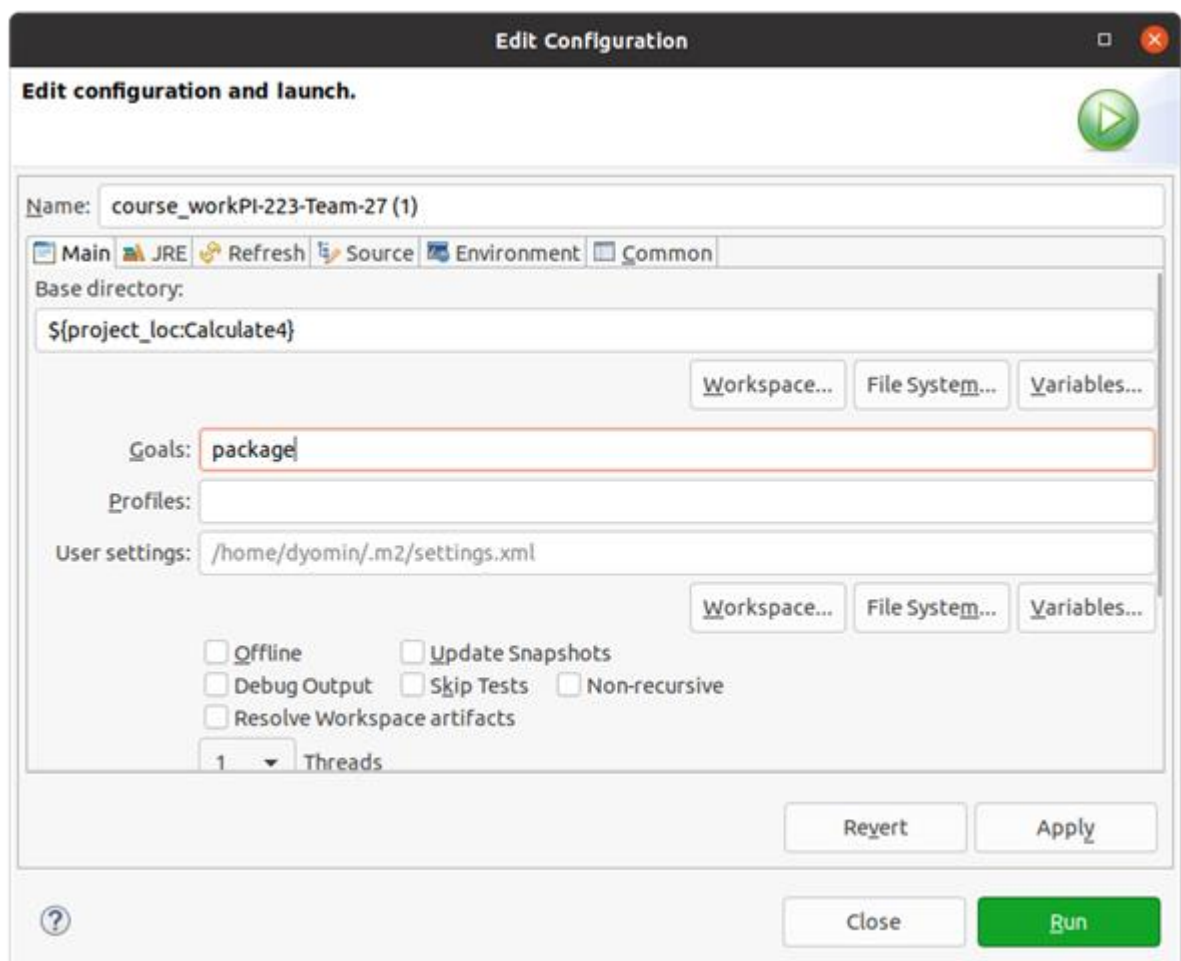 Edit Configuration
Edit configuration and launch.
Name: course_workPI-223-Team-27 (1)
Main JRE Refresh Source Environment Common
Base directory:
${project_loc:Calculate4}
Workspace... File System... Variables...
Goals: package
Profiles:
User settings: /home/dyomin/.m2/settings.xml
Workspace... File System... Variables...
Offline Update Snapshots
Debug Output Skip Tests Non-recursive
Resolve Workspace artifacts
1 Threads
Revert Apply
? Close Run